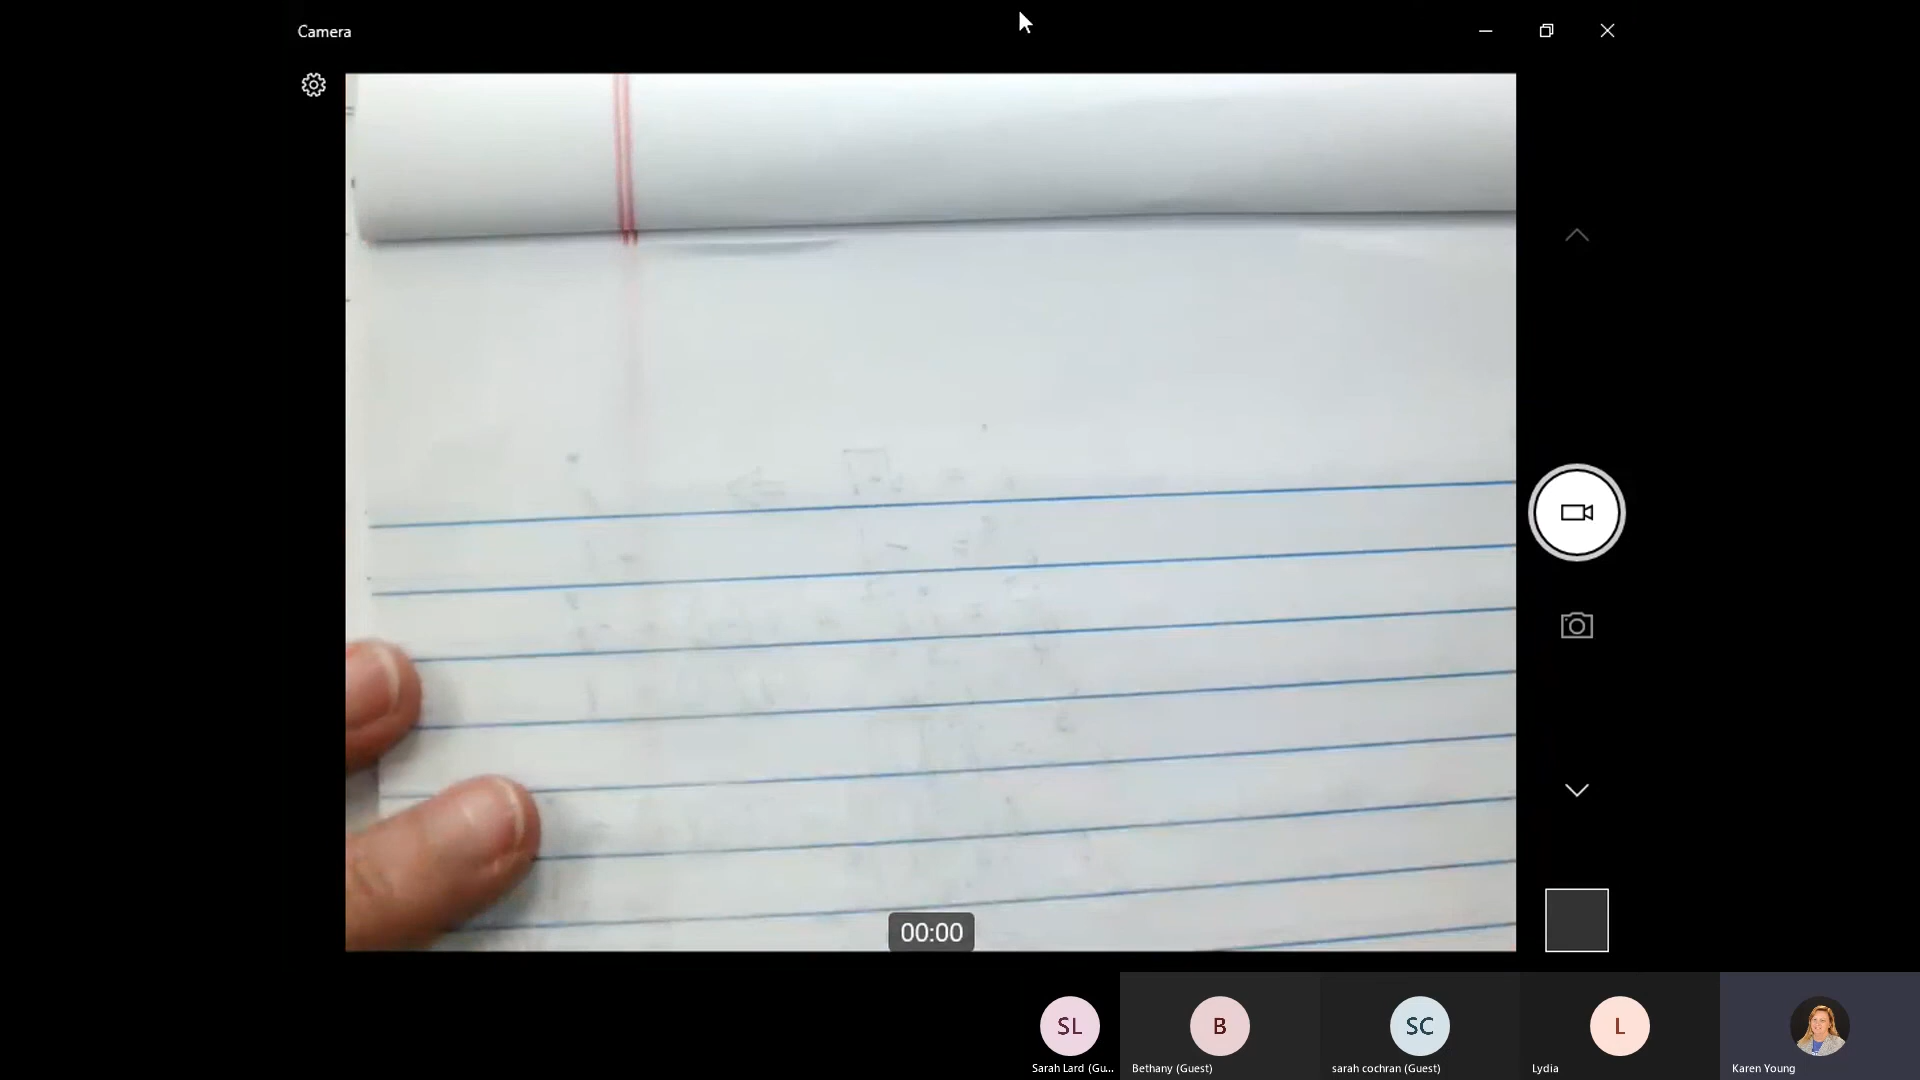 Camera
00:00
SL
B
SC
L
Sarah Lard (Gu...
Bethany (Guest)
sarah cochran (Guest)
Lydia
Karen Young